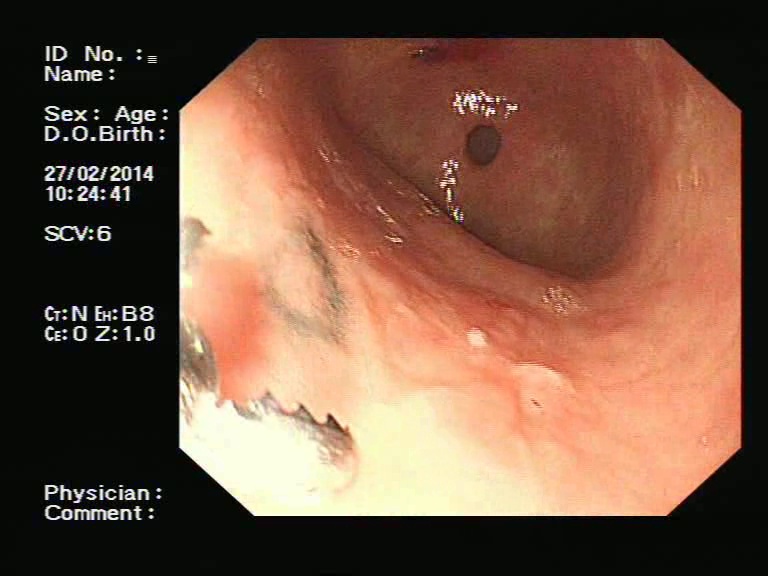 ID No. :
Name:
Sex: Age:
D.O.Birth:
27/02/2014
10:24:41
SCV:6
CT:N EH:B8
CE:0 Z:1.0
Physician:
Comment: